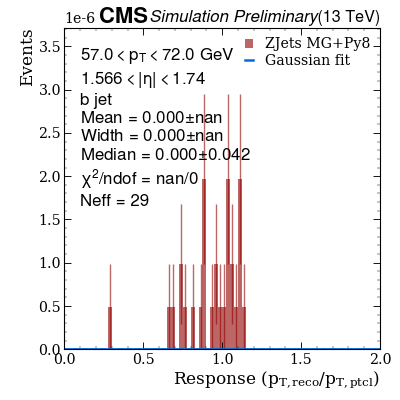 1e-6 CMS Simulation Preliminary (13 TeV)
Events
3.5
3.0
2.5
2.0
1.5
1.0
0.5
0.0
57.0 < p_T < 72.0 GeV
1.566 < |η| < 1.74
b jet
Mean = 0.000±nan
Width = 0.000±nan
Median = 0.000±0.042
χ²/ndof = nan/0
Neff = 29
ZJets MG+Py8
Gaussian fit
0.0 0.5 1.0 1.5 2.0
Response (p_T,reco/p_T,ptcl)